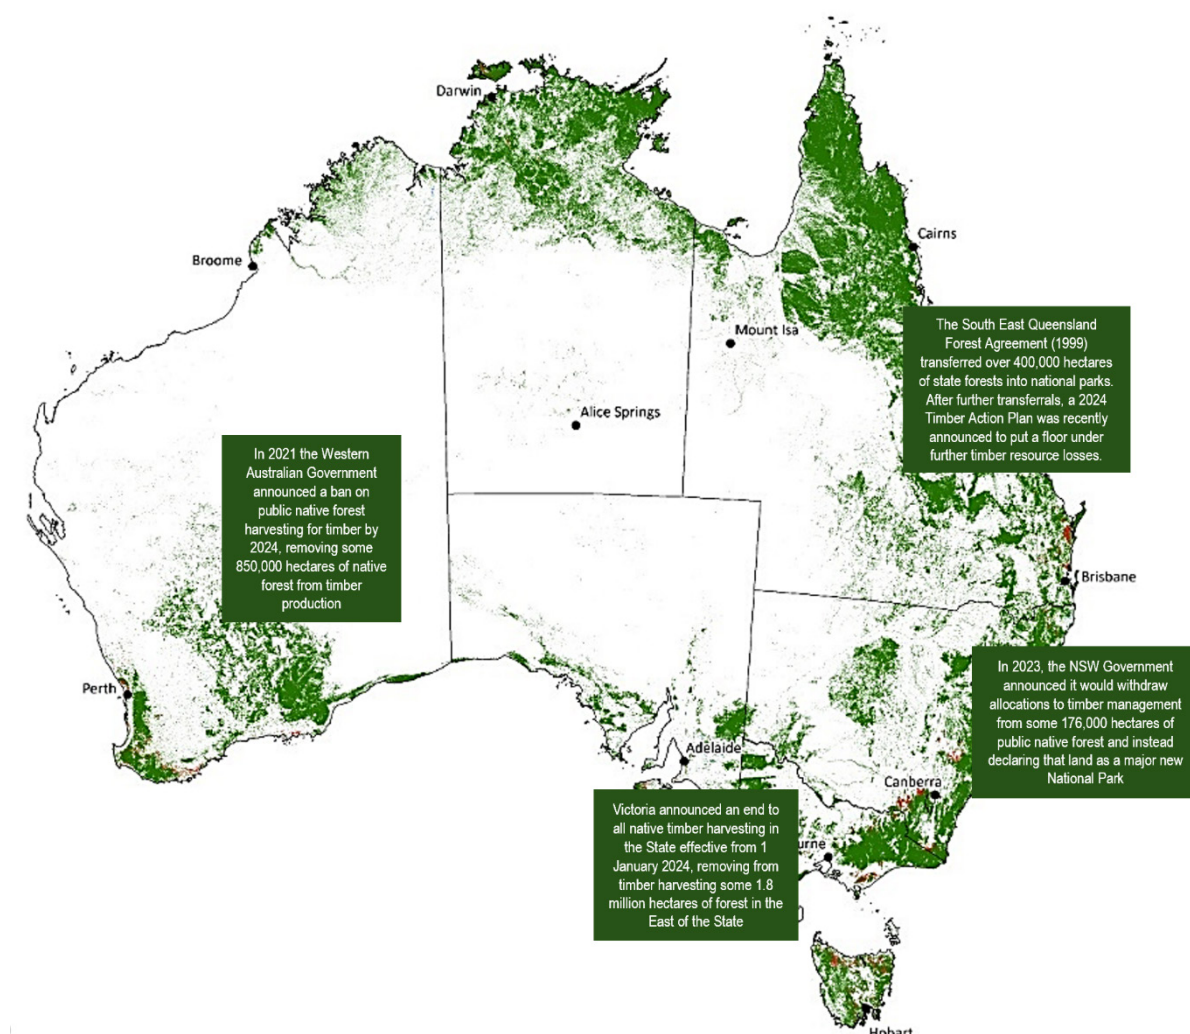 Darwin
Cairns
Broome
Mount Isa
The South East Queensland
Forest Agreement (1999)
transferred over 400,000 hectares
of state forests into national parks.
After further transferrals, a 2024
Timber Action Plan was recently
announced to put a floor under
further timber resource losses.
Alice Springs
In 2021 the Western
Australian Government
announced a ban on
public native forest
harvesting for timber by
2024, removing some
850,000 hectares of native
forest from timber
production
Brisbane
In 2023, the NSW Government
announced it would withdraw
allocations to timber management
from some 176,000 hectares of
public native forest and instead
declaring that land as a major new
National Park
Perth
Adelaide
Canberra
Victoria announced an end to
all native timber harvesting in
the State effective from 1
January 2024, removing from
timber harvesting some 1.8
million hectares of forest in the
East of the State
urne
Hobart